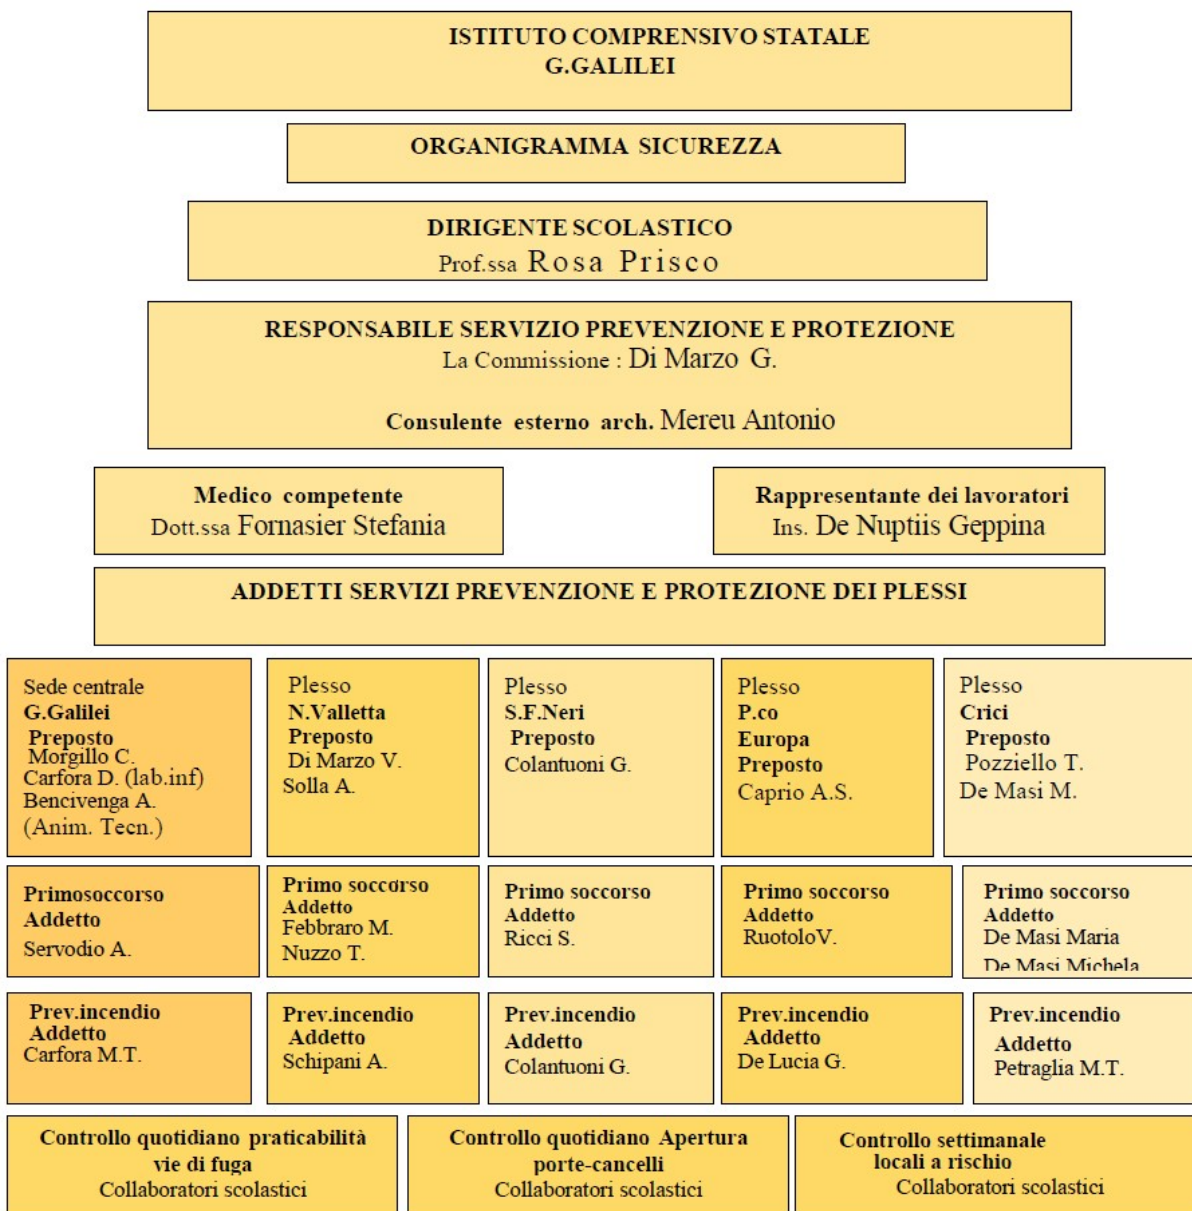 ISTITUTO COMPRENSIVO STATALE
G.GALILEI
ORGANIGRAMMA SICUREZZA
DIRIGENTE SCOLASTICO
Prof.ssa Rosa Prisco
RESPONSABILE SERVIZIO PREVENZIONE E PROTEZIONE
La Commissione : Di Marzo G.
Consulente esterno arch. Mereu Antonio
Medico competente
Dott.ssa Fornasier Stefania
Rappresentante dei lavoratori
Ins. De Nuptiis Geppina
ADDETTI SERVIZI PREVENZIONE E PROTEZIONE DEI PLESSI
Sede centrale
G.Galilei
Preposto
Morgillo C.
Carfora D. (lab.inf)
Bencivenga A.
(Anim. Tecn.)
Plesso
N.Valletta
Preposto
Di Marzo V.
Solla A.
Plesso
S.F.Neri
Preposto
Colantuoni G.
Plesso
P.co
Europa
Preposto
Caprio A.S.
Plesso
Crici
Preposto
Pozziello T.
De Masi M.
Primosoccorso
Addetto
Servodio A.
Primo soccorso
Addetto
Febbraro M.
Nuzzo T.
Primo soccorso
Addetto
Ricci S.
Primo soccorso
Addetto
RuotoloV.
Primo soccorso
Addetto
De Masi Maria
De Masi Michela
Prev.incendio
Addetto
Carfora M.T.
Prev.incendio
Addetto
Schipani A.
Prev.incendio
Addetto
Colantuoni G.
Prev.incendio
Addetto
De Lucia G.
Prev.incendio
Addetto
Petraglia M.T.
Controllo quotidiano praticabilità
vie di fuga
Collaboratori scolastici
Controllo quotidiano Apertura
porte-cancelli
Collaboratori scolastici
Controllo settimanale
locali a rischio
Collaboratori scolastici